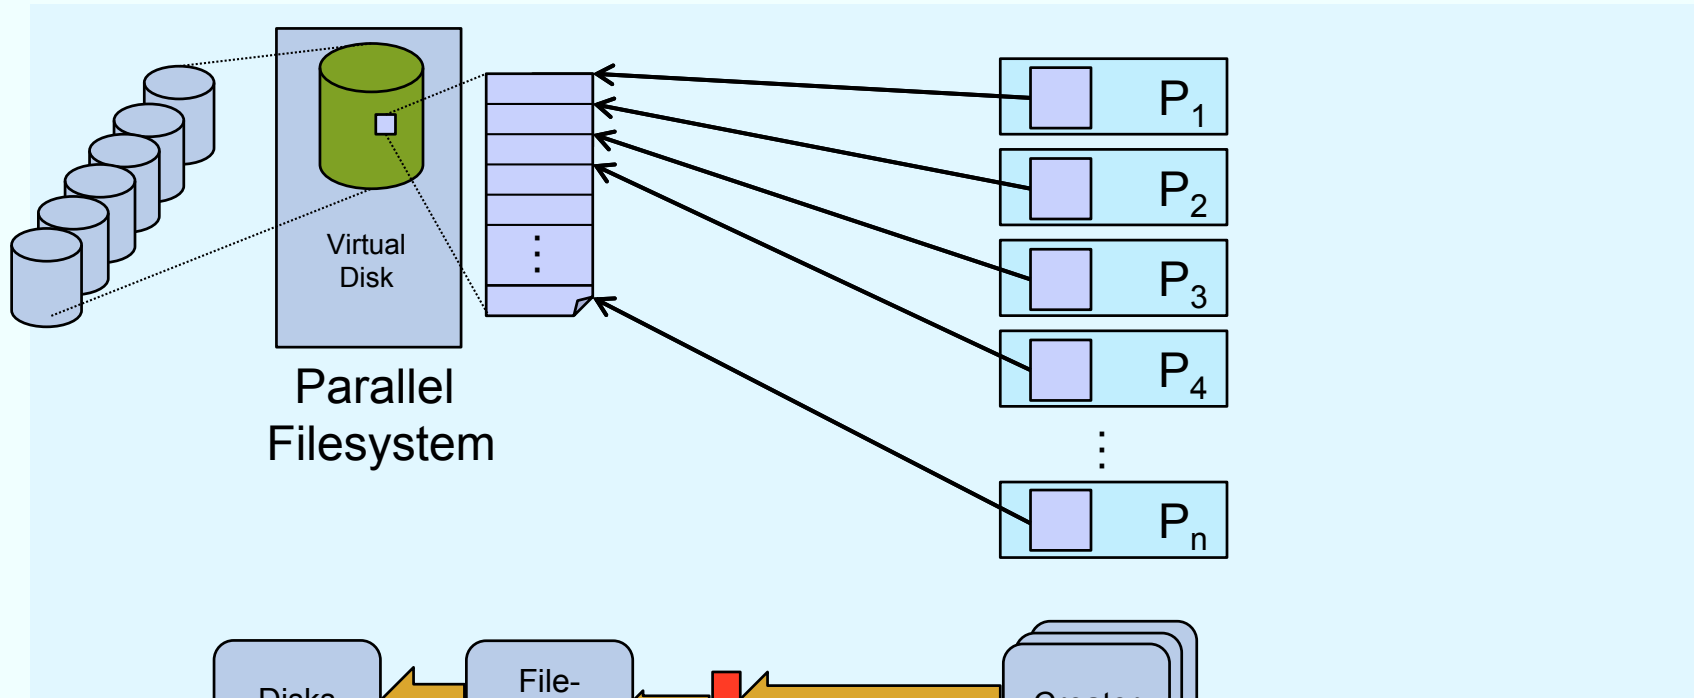 Virtual
Disk
Parallel
Filesystem
P1
P2
P3
P4
⋮
Pn
File-